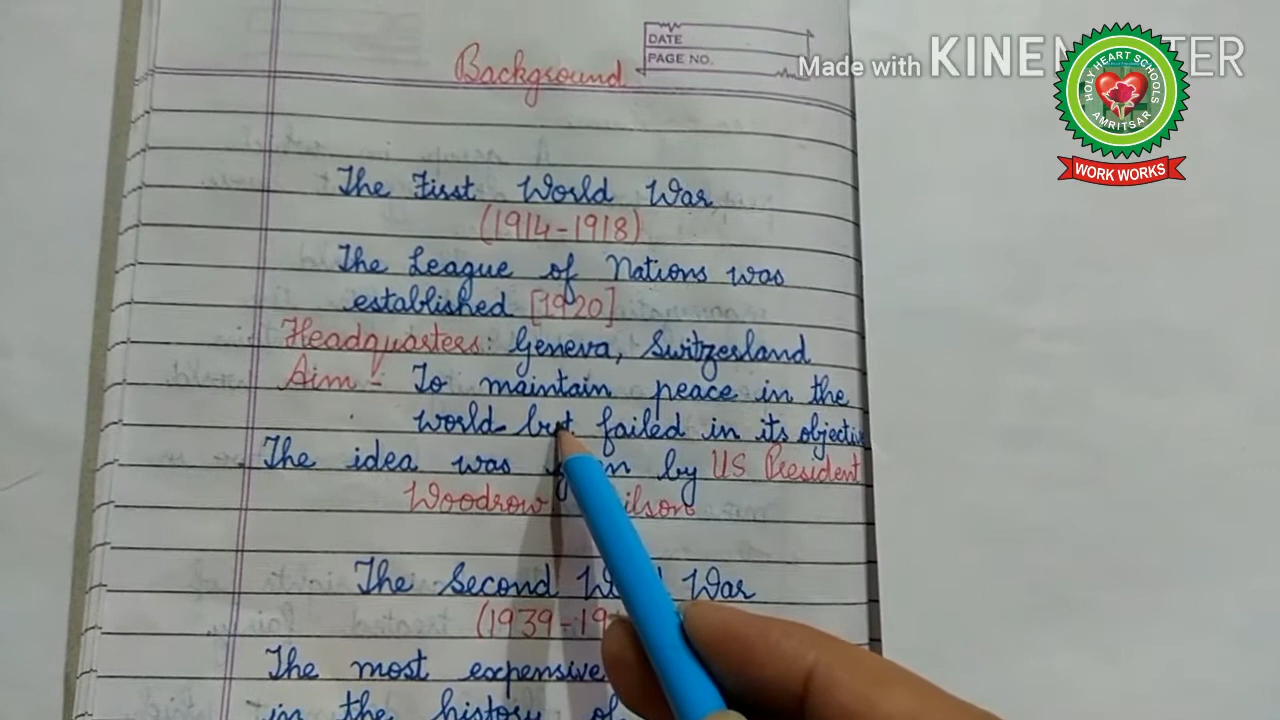 DATE
PAGE NO.
Background
Made with KINEMASTER
HOLY HEART SCHOOLS
AMRITSAR
WORK WORKS
The First World War
(1914-1918)
The League of Nations was
established [1920]
Headquarters: Geneva, Switzerland
Aim - To maintain peace in the
world but failed in its objective
The idea was by US President
Woodrow
The Second War
(1939-19
The most expensive
in the history of